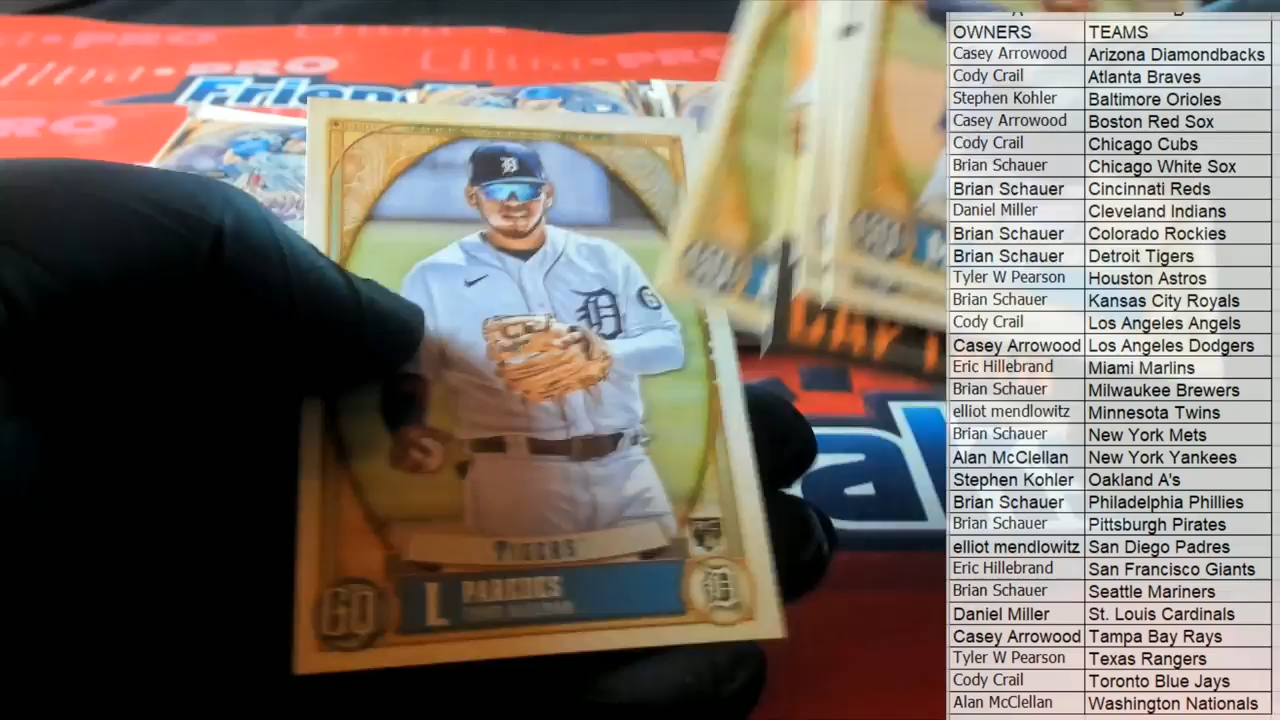 OWNERS TEAMS
Casey Arrowood Arizona Diamondbacks
Cody Crail Atlanta Braves
Stephen Kohler Baltimore Orioles
Casey Arrowood Boston Red Sox
Cody Crail Chicago Cubs
Brian Schauer Chicago White Sox
Brian Schauer Cincinnati Reds
Daniel Miller Cleveland Indians
Brian Schauer Colorado Rockies
Brian Schauer Detroit Tigers
Tyler W Pearson Houston Astros
Brian Schauer Kansas City Royals
Cody Crail Los Angeles Angels
Casey Arrowood Los Angeles Dodgers
Eric Hillebrand Miami Marlins
Brian Schauer Milwaukee Brewers
elliot mendlowitz Minnesota Twins
Brian Schauer New York Mets
Alan McClellan New York Yankees
Stephen Kohler Oakland A's
Brian Schauer Philadelphia Phillies
Brian Schauer Pittsburgh Pirates
elliot mendlowitz San Diego Padres
Eric Hillebrand San Francisco Giants
Brian Schauer Seattle Mariners
Daniel Miller St. Louis Cardinals
Casey Arrowood Tampa Bay Rays
Tyler W Pearson Texas Rangers
Cody Crail Toronto Blue Jays
Alan McClellan Washington Nationals
PRO
PRO
D
D
6
TIGERS
GQ
L PAREDES
D